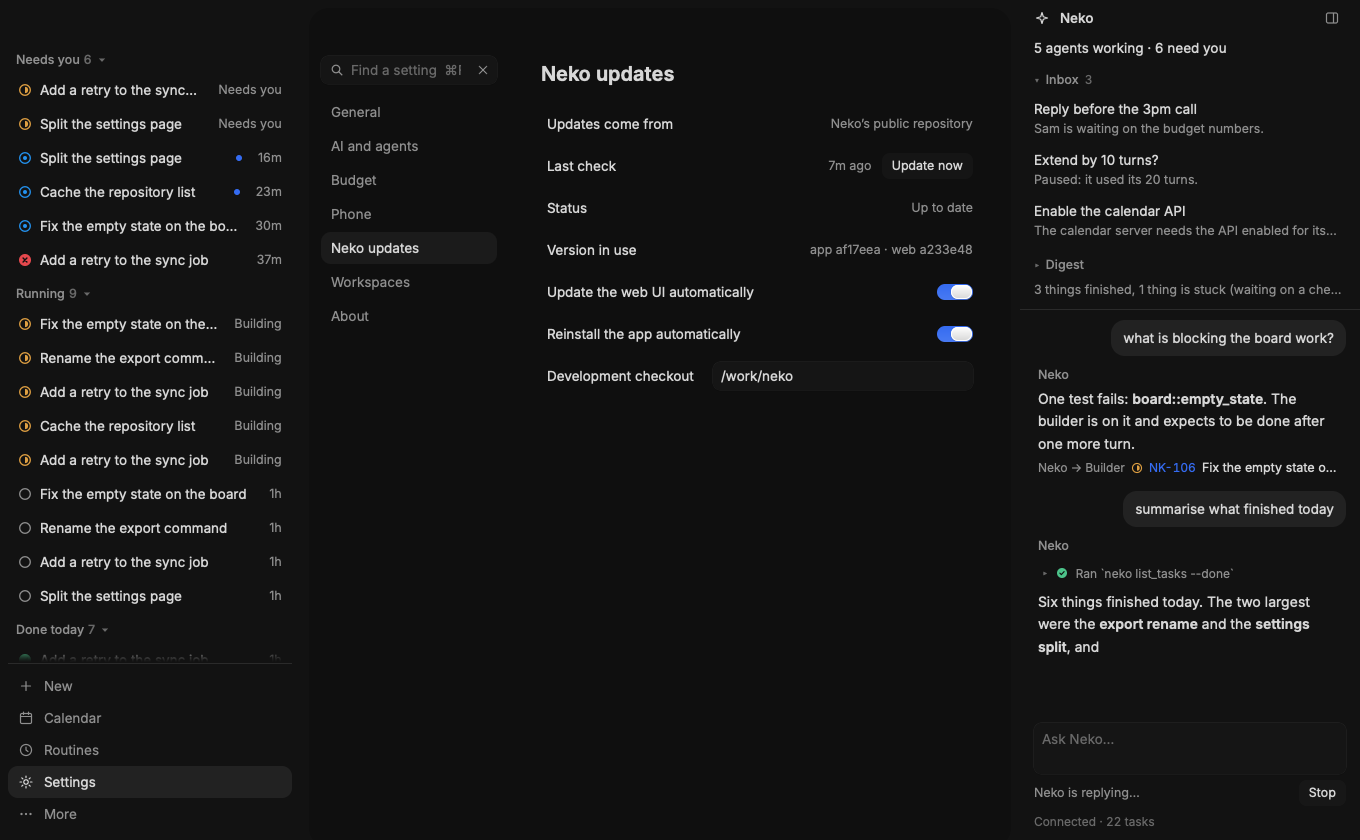 Needs you 6
Add a retry to the sync... Needs you
Split the settings page Needs you
Split the settings page 16m
Cache the repository list 23m
Fix the empty state on the bo... 30m
Add a retry to the sync job 37m
Running 9
Fix the empty state on the... Building
Rename the export comm... Building
Add a retry to the sync job Building
Cache the repository list Building
Add a retry to the sync job Building
Fix the empty state on the board 1h
Rename the export command 1h
Add a retry to the sync job 1h
Split the settings page 1h
Done today 7
Add a retry to the sync job 1h
New
Calendar
Routines
Settings
More
Find a setting ⌘I
General
AI and agents
Budget
Phone
Neko updates
Workspaces
About
Neko updates
Updates come from Neko’s public repository
Last check 7m ago Update now
Status Up to date
Version in use app af17eea · web a233e48
Update the web UI automatically
Reinstall the app automatically
Development checkout /work/neko
Neko
5 agents working · 6 need you
Inbox 3
Reply before the 3pm call
Sam is waiting on the budget numbers.
Extend by 10 turns?
Paused: it used its 20 turns.
Enable the calendar API
The calendar server needs the API enabled for its...
Digest
3 things finished, 1 thing is stuck (waiting on a che...
what is blocking the board work?
Neko
One test fails: board::empty_state. The
builder is on it and expects to be done after
one more turn.
Neko → Builder NK-106 Fix the empty state o...
summarise what finished today
Neko
Ran `neko list_tasks --done`
Six things finished today. The two largest
were the export rename and the settings
split, and
Ask Neko...
Neko is replying... Stop
Connected · 22 tasks